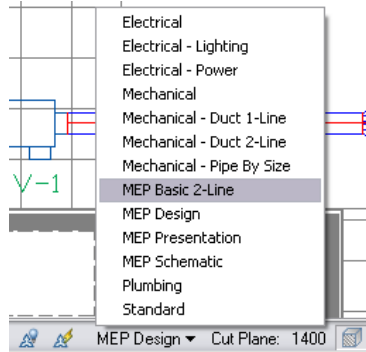 Electrical
Electrical - Lighting
Electrical - Power
Mechanical
Mechanical - Duct 1-Line
Mechanical - Duct 2-Line
Mechanical - Pipe By Size
V-1
MEP Basic 2-Line
MEP Design
MEP Presentation
MEP Schematic
Plumbing
Standard
MEP Design Cut Plane: 1400